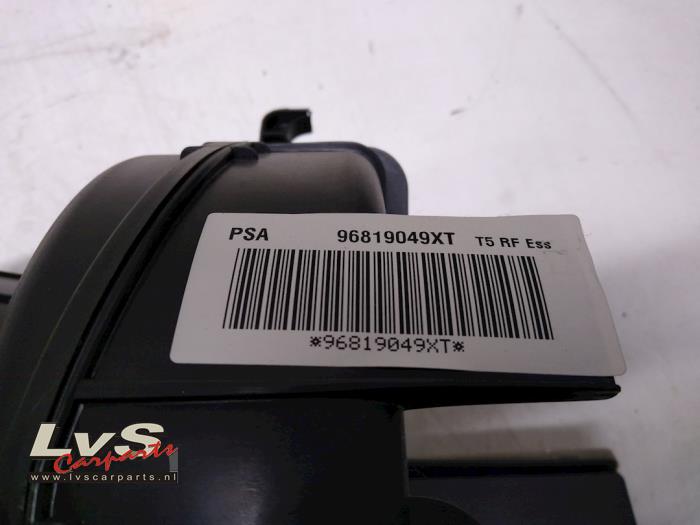 PSA 96819049XT T5 RF Ess
*96819049XT*
LvS
Carparts
www.lvscarparts.nl